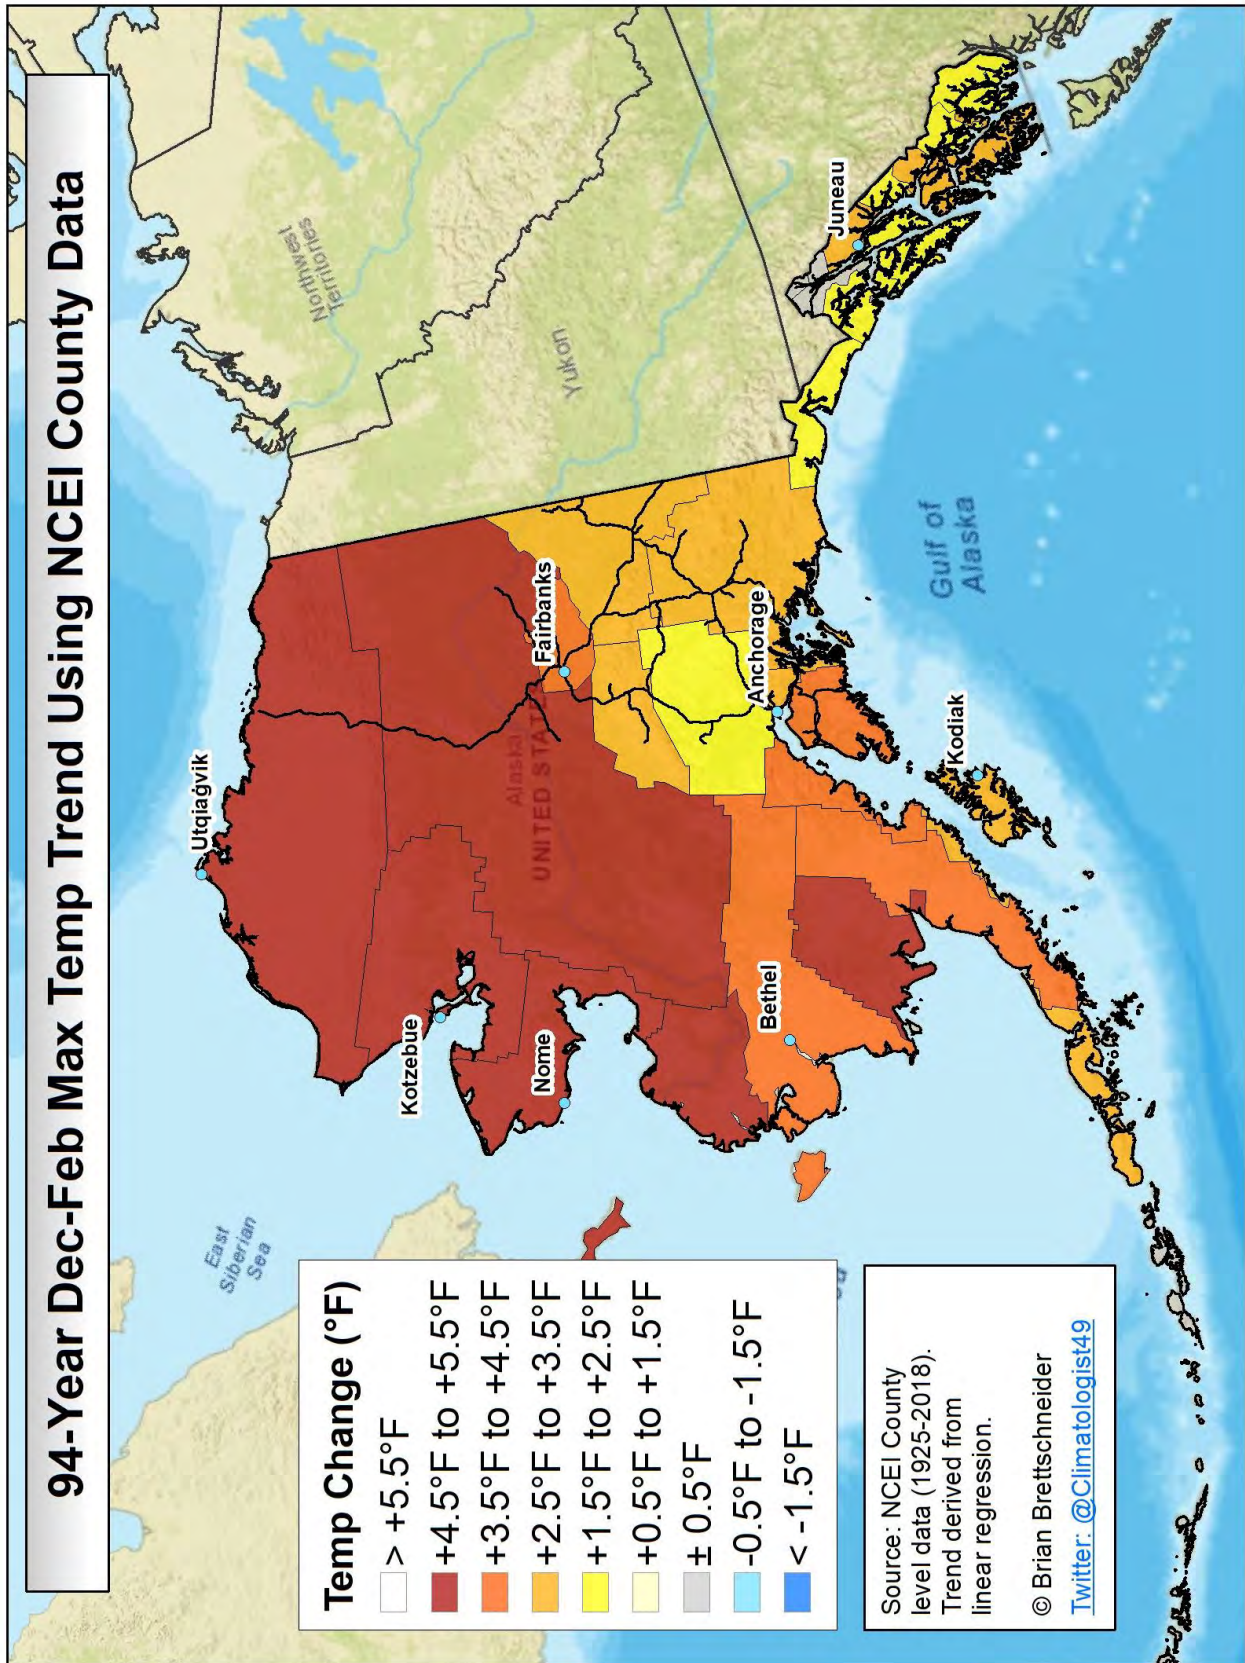 94-Year Dec-Feb Max Temp Trend Using NCEI County Data
East
Siberian
Sea
Northwest
Territories
Yukon
Utqiaġvik
Kotzebue
Nome
Alaska
Fairbanks
Bethel
Anchorage
Juneau
Kodiak
Gulf of
Alaska
Temp Change (°F)
> +5.5°F
+4.5°F to +5.5°F
+3.5°F to +4.5°F
+2.5°F to +3.5°F
+1.5°F to +2.5°F
+0.5°F to +1.5°F
± 0.5°F
-0.5°F to -1.5°F
< -1.5°F
Source: NCEI County
level data (1925-2018).
Trend derived from
linear regression.
© Brian Brettschneider
Twitter: @Climatologist49
UNITED